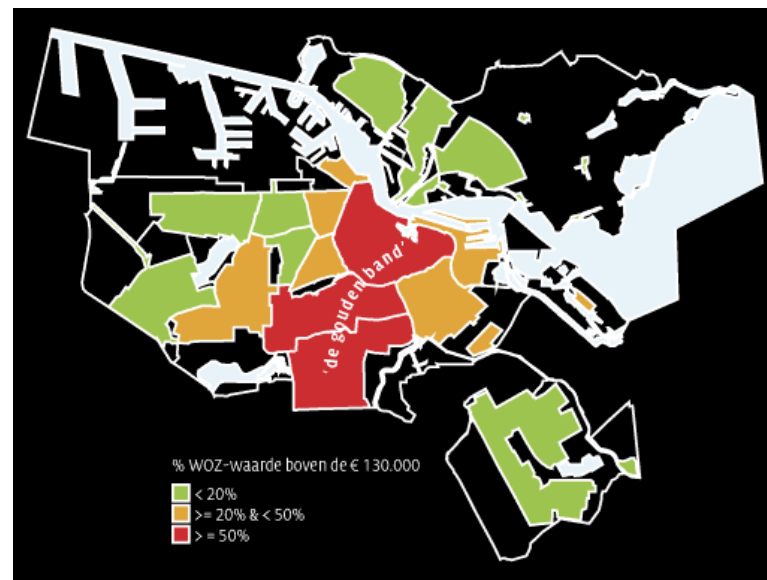 'de gouden band'
% WOZ-waarde boven de € 130.000
< 20%
>= 20% & < 50%
> = 50%